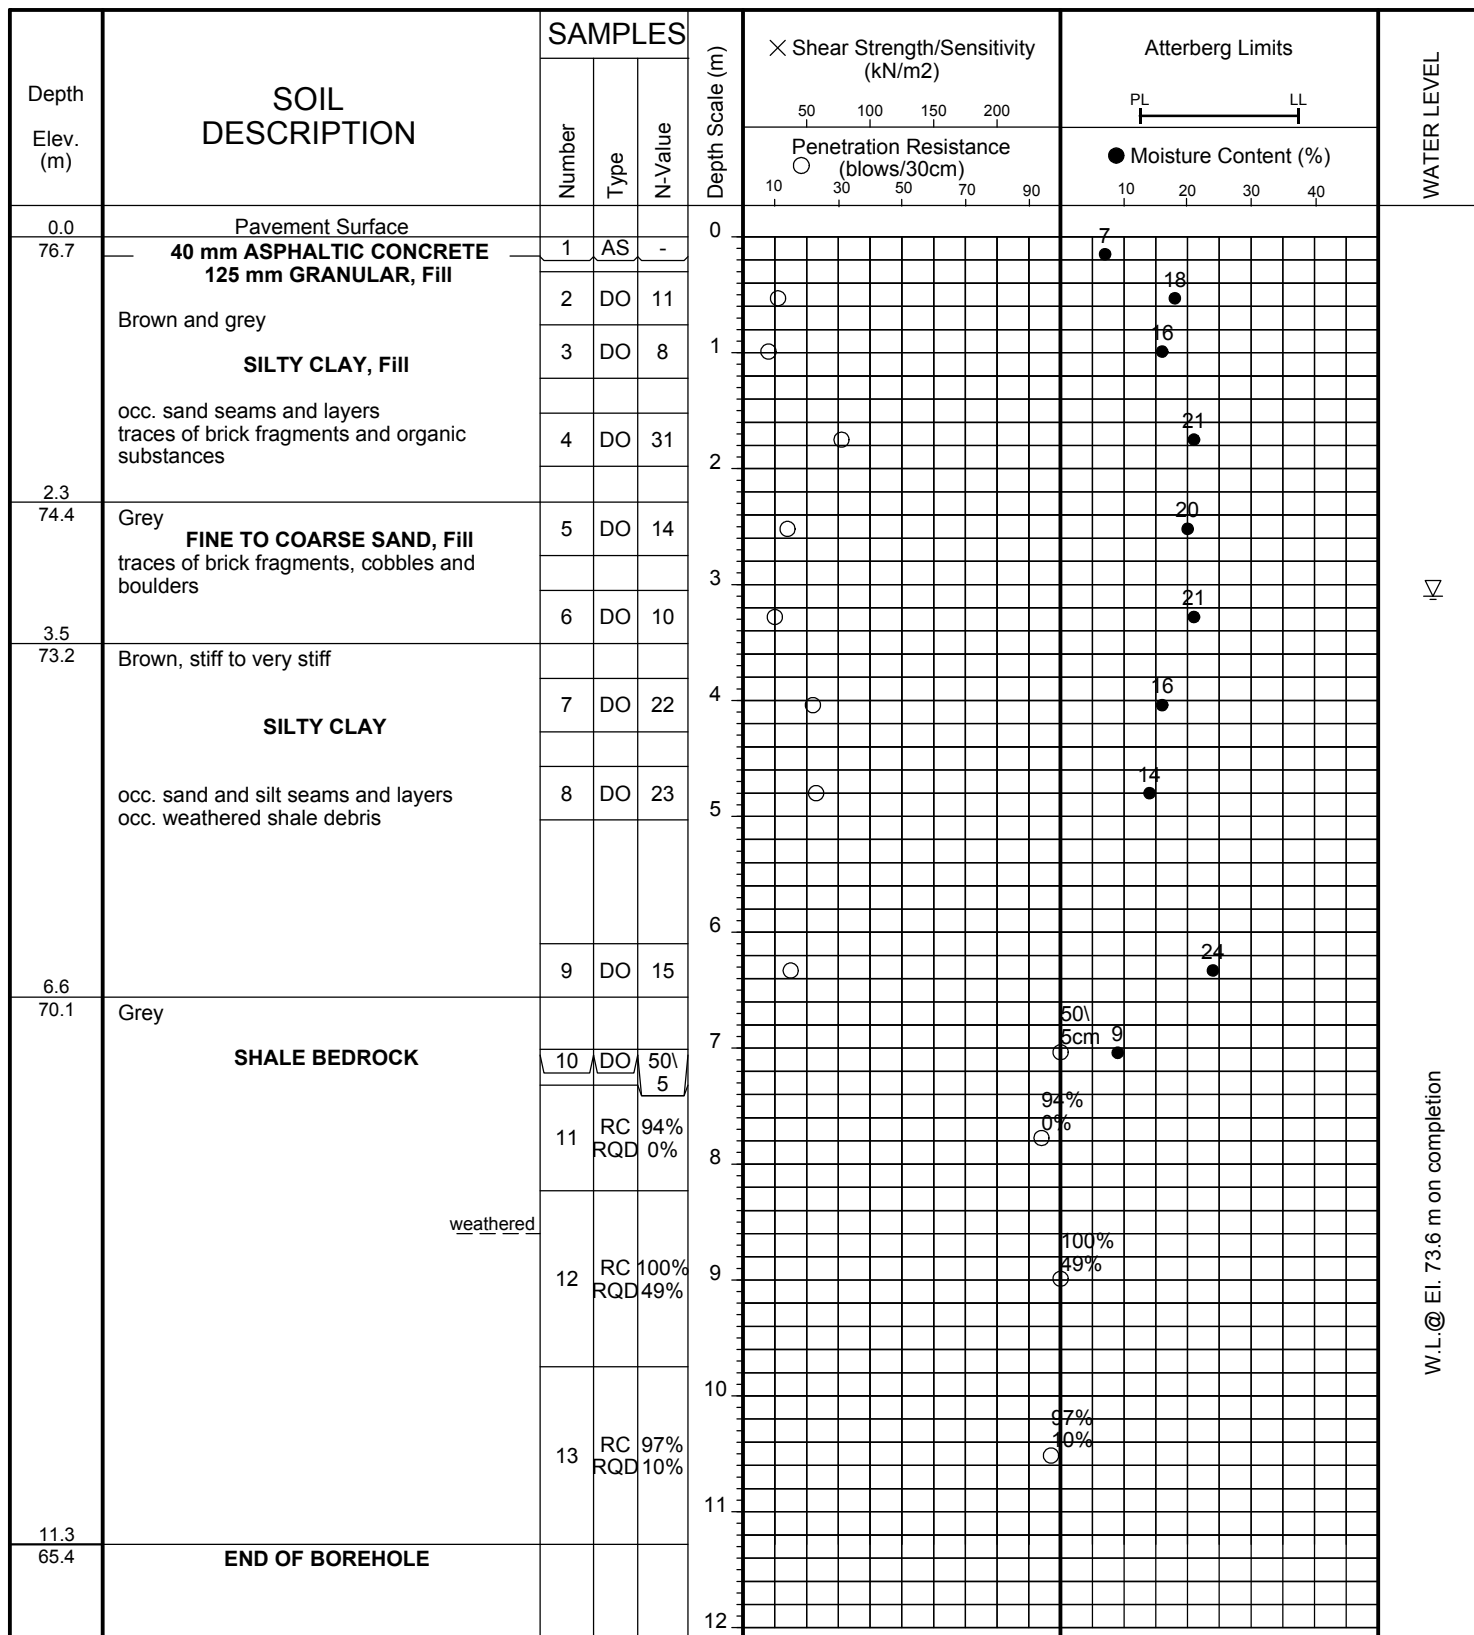 Depth
Elev.
(m)
SOIL
DESCRIPTION
SAMPLES
Number
Type
N-Value
Depth Scale (m)
× Shear Strength/Sensitivity
(kN/m2)
50 100 150 200
Penetration Resistance
(blows/30cm)
10 30 50 70 90
Atterberg Limits
PL LL
● Moisture Content (%)
10 20 30 40
WATER LEVEL
0.0 Pavement Surface
76.7 40 mm ASPHALTIC CONCRETE
125 mm GRANULAR, Fill
Brown and grey
SILTY CLAY, Fill
occ. sand seams and layers
traces of brick fragments and organic
substances
2.3
74.4 Grey
FINE TO COARSE SAND, Fill
traces of brick fragments, cobbles and
boulders
3.5
73.2 Brown, stiff to very stiff
SILTY CLAY
occ. sand and silt seams and layers
occ. weathered shale debris
6.6
70.1 Grey
SHALE BEDROCK
weathered
11.3
65.4 END OF BOREHOLE
1 AS -
2 DO 11
3 DO 8
4 DO 31
5 DO 14
6 DO 10
7 DO 22
8 DO 23
9 DO 15
10 DO 50\
5
11 RC 94%
RQD 0%
12 RC 100%
RQD 49%
13 RC 97%
RQD 10%
0
1
2
3
4
5
6
7
8
9
10
11
12
7
18
16
21
20
21
16
14
24
50\
5cm 9
94%
0%
100%
49%
97%
10%
W.L.@ El. 73.6 m on completion